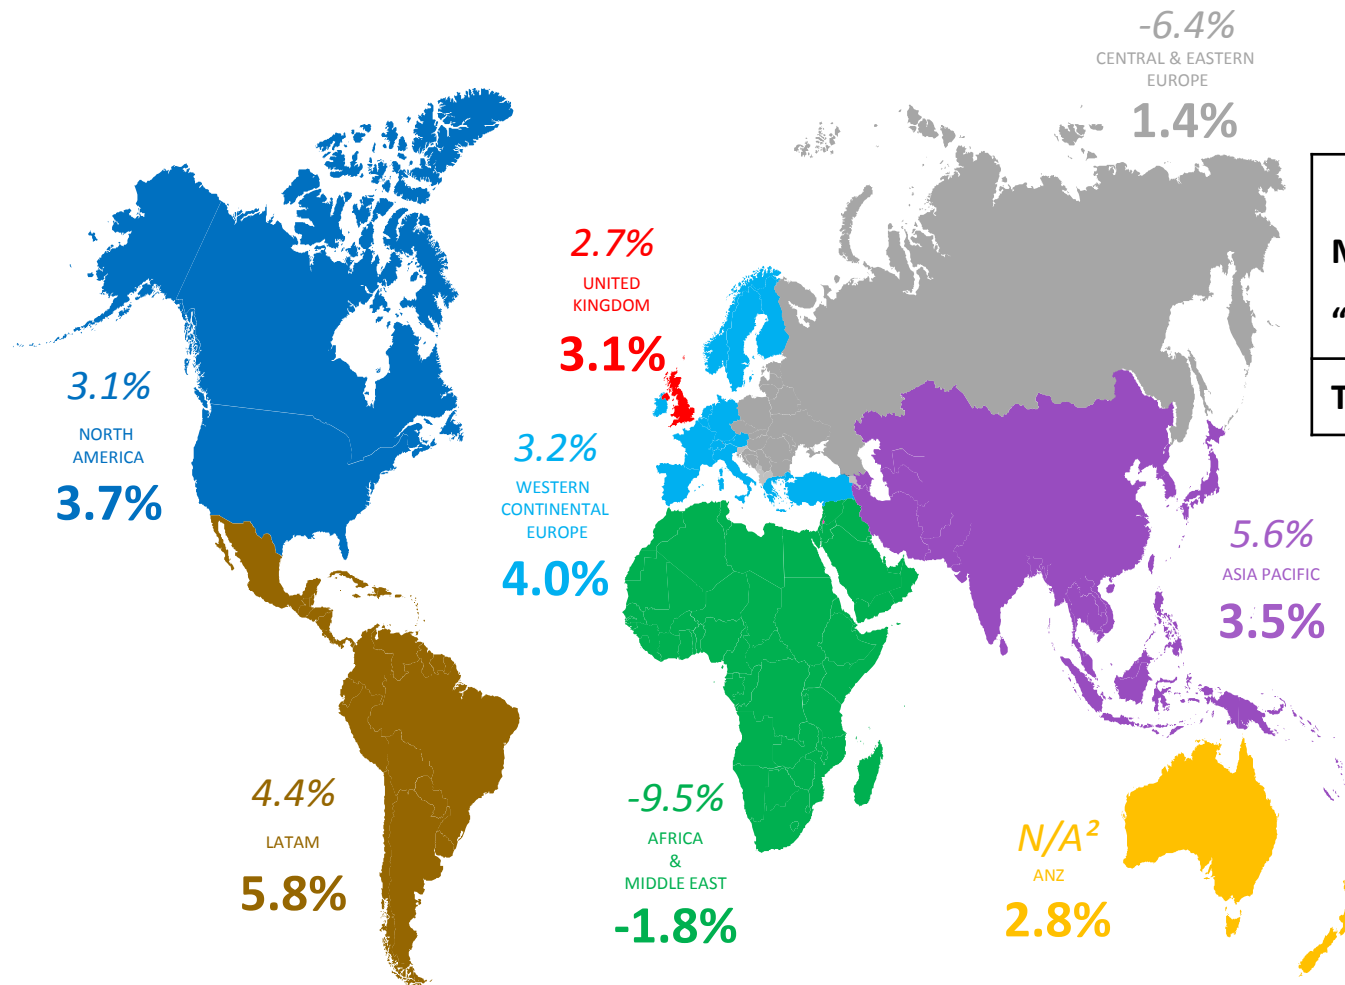 -6.4%
CENTRAL & EASTERN
EUROPE
1.4%
2.7%
UNITED
KINGDOM
3.1%
3.1%
NORTH
AMERICA
3.7%
3.2%
WESTERN
CONTINENTAL
EUROPE
4.0%
5.6%
ASIA PACIFIC
3.5%
4.4%
LATAM
5.8%
-9.5%
AFRICA
&
MIDDLE EAST
-1.8%
N/A²
ANZ
2.8%